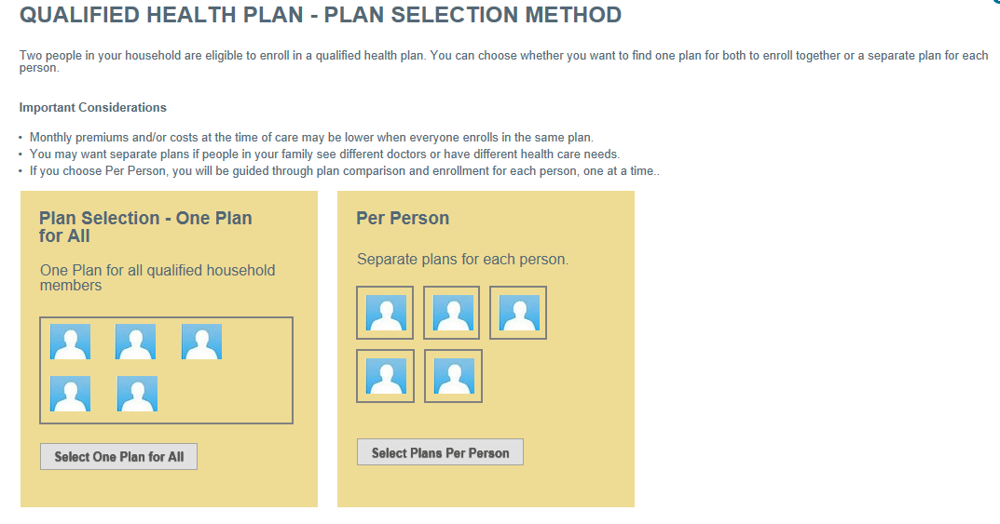 QUALIFIED HEALTH PLAN - PLAN SELECTION METHOD
Two people in your household are eligible to enroll in a qualified health plan. You can choose whether you want to find one plan for both to enroll together or a separate plan for each
person.
Important Considerations
• Monthly premiums and/or costs at the time of care may be lower when everyone enrolls in the same plan.
• You may want separate plans if people in your family see different doctors or have different health care needs.
• If you choose Per Person, you will be guided through plan comparison and enrollment for each person, one at a time..
Plan Selection - One Plan
for All
One Plan for all qualified household
members
Select One Plan for All
Per Person
Separate plans for each person.
Select Plans Per Person